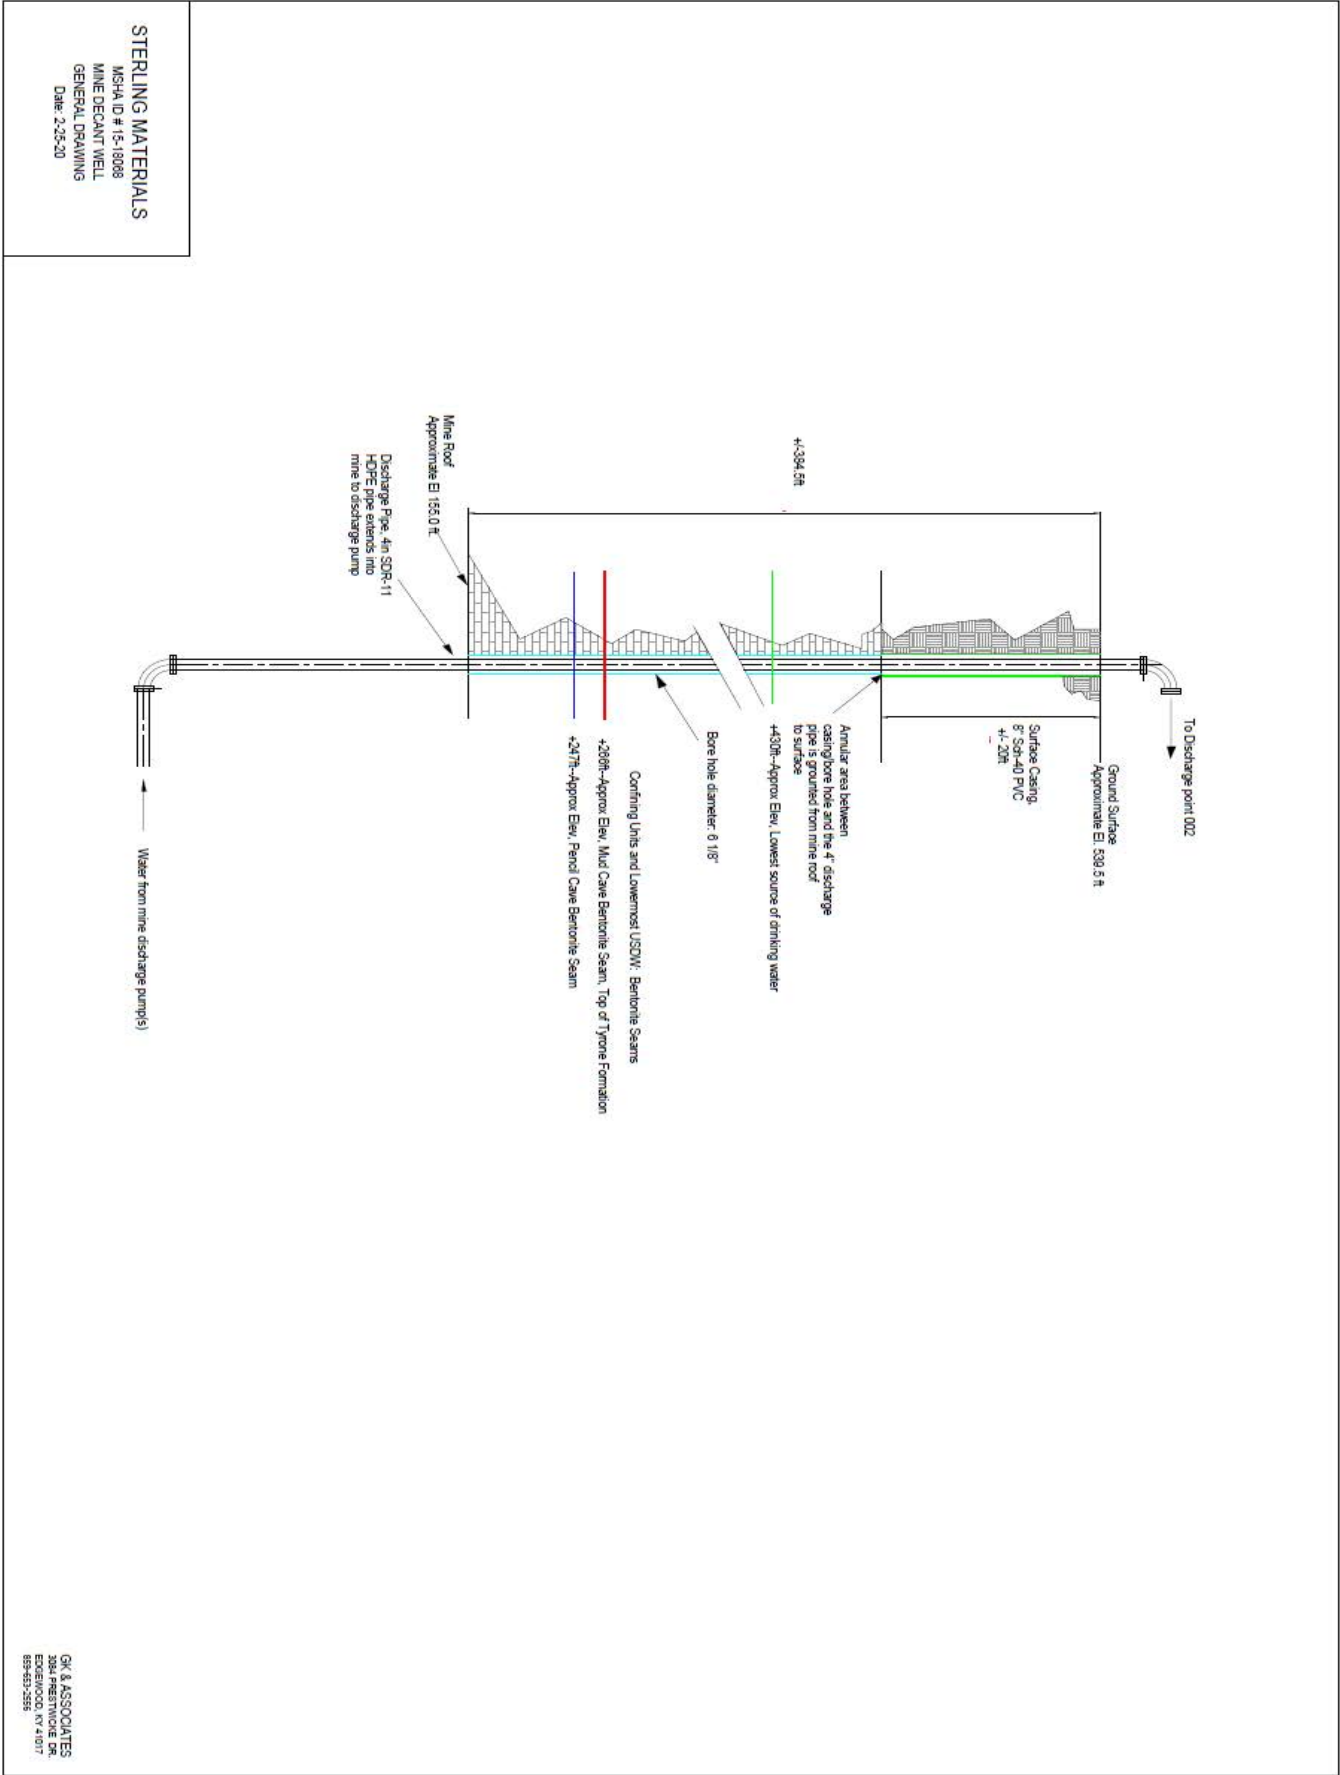 STERLING MATERIALS
MSHA ID # 15-18068
MINE DECANT WELL
GENERAL DRAWING
Date: 2-25-20
To Discharge point 002
Ground Surface
Approximate El. 539.5 ft
Surface Casing,
8" Sch-40 PVC
+/- 20ft
+/-384.5ft
Annular area between
casing/bore hole and the 4" discharge
pipe is grounted from mine roof
to surface
+430ft--Approx Elev, Lowest source of drinking water
Bore hole diameter: 6 1/8"
Confining Units and Lowermost USDW: Bentonite Seams
+266ft--Approx Elev, Mud Cave Bentonite Seam, Top of Tyrone Formation
+247ft--Approx Elev, Pencil Cave Bentonite Seam
Mine Roof
Approximate El 155.0 ft.
Discharge Pipe, 4in SDR-11
HDPE pipe extends into
mine to discharge pump
Water from mine discharge pump(s)
GK & ASSOCIATES
3084 PRESTWICKE DR.
EDGEWOOD, KY 41017
859-653-2556